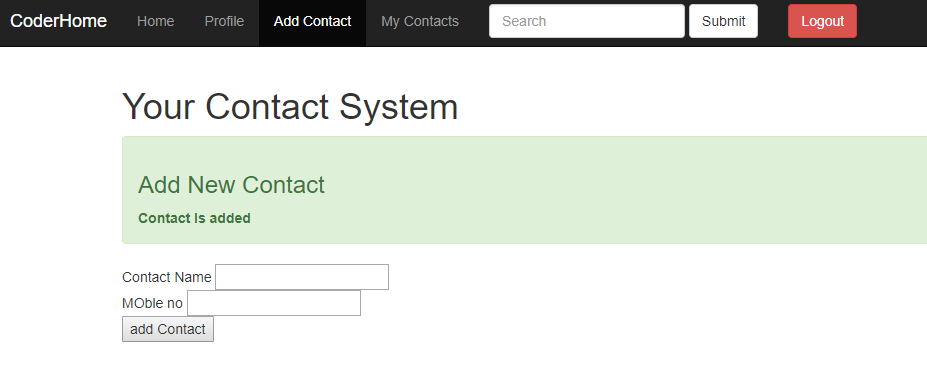 CoderHome Home Profile Add Contact My Contacts Search Submit Logout
Your Contact System
Add New Contact
Contact is added
Contact Name
MOble no
add Contact